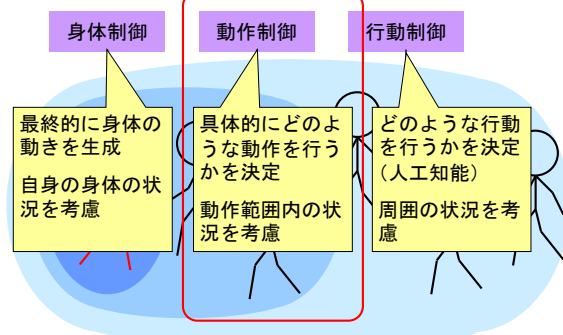 身体制御
動作制御
行動制御
最終的に身体の
動きを生成
自身の身体の状
況を考慮
具体的にどのよ
うな動作を行う
かを決定
動作範囲内の状
況を考慮
どのような行動
を行うかを決定
(人工知能)
周囲の状況を考
慮